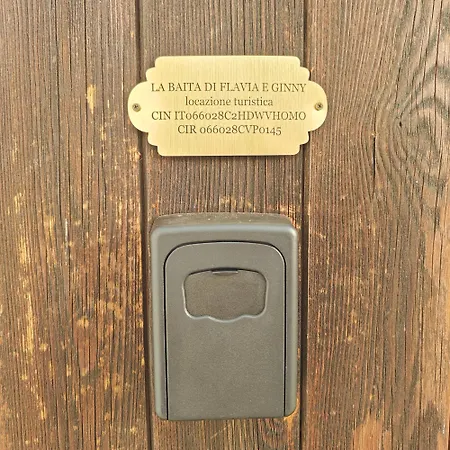 LA BAITA DI FLAVIA E GINNY
locazione turistica
CIN IT066028C2HDWVHOMO
CIR 066028CVP0145